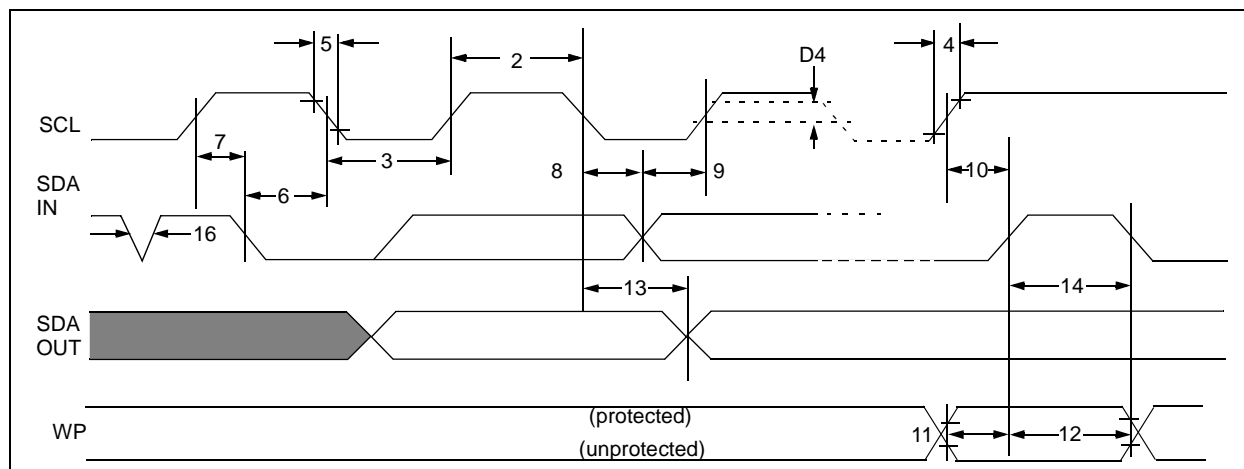 5
2
D4
4
SCL
7
3
8
9
10
SDA
IN
6
16
13
14
SDA
OUT
WP
(protected)
(unprotected)
11
12